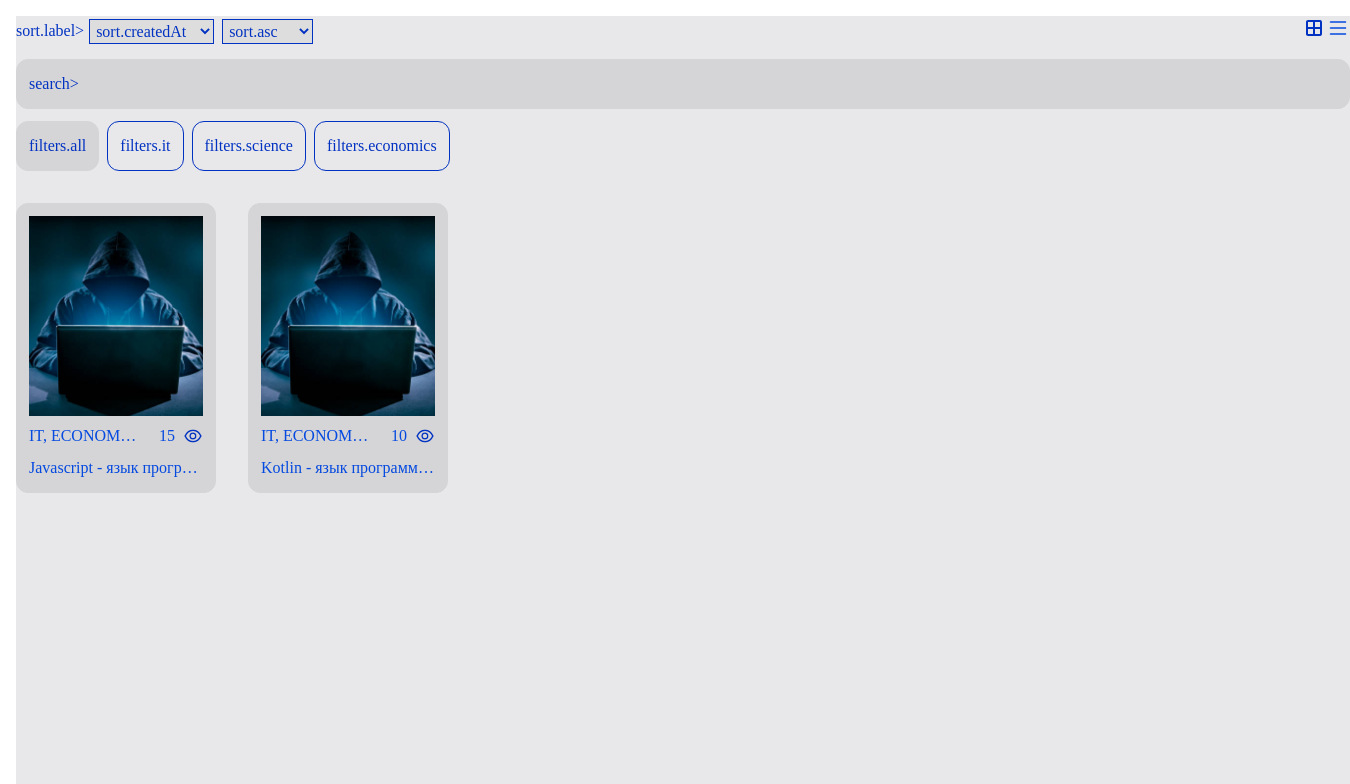 sort.label> sort.createdAt sort.asc
search>
filters.all filters.it filters.science filters.economics
IT, ECONOM… 15
Javascript - язык прогр…
IT, ECONOM… 10
Kotlin - язык программ…